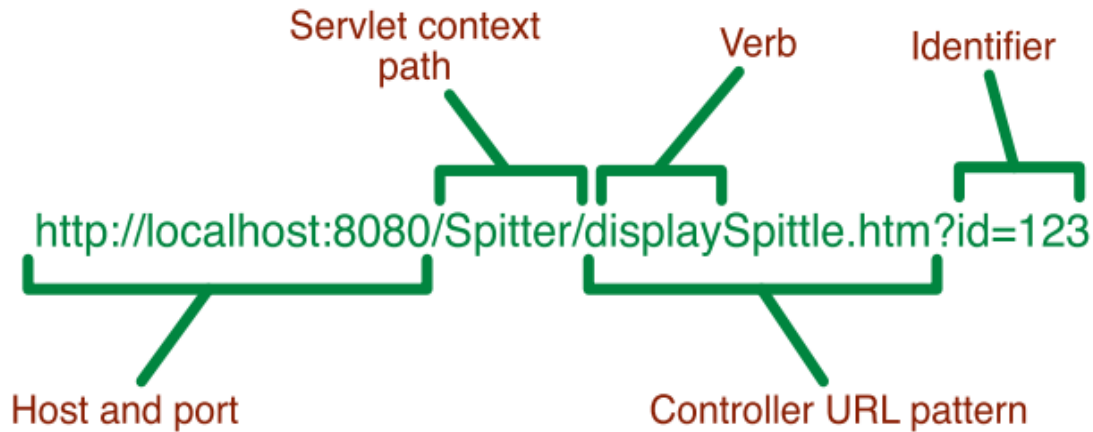 Servlet context
path
Verb
Identifier
http://localhost:8080/Spitter/displaySpittle.htm?id=123
Host and port
Controller URL pattern